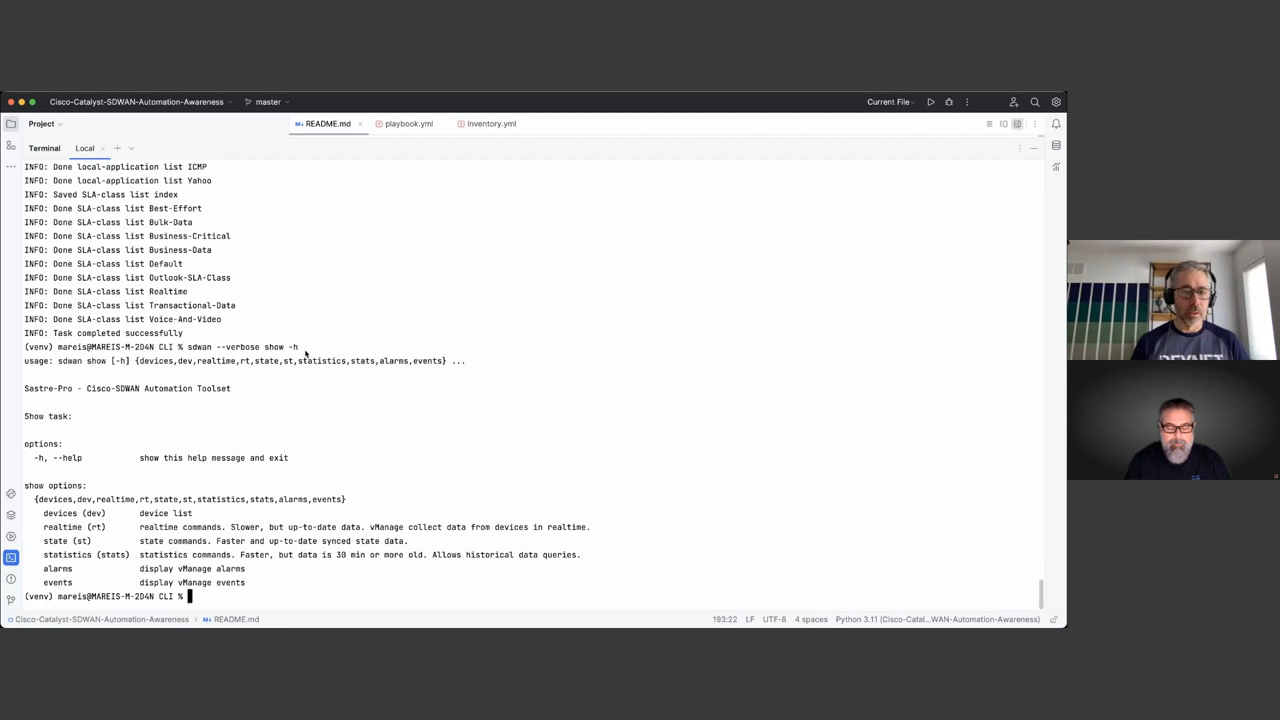 Cisco-Catalyst-SDWAN-Automation-Awareness master Current File
Project README.md playbook.yml inventory.yml
Terminal Local
INFO: Done local-application list ICMP
INFO: Done local-application list Yahoo
INFO: Saved SLA-class list index
INFO: Done SLA-class list Best-Effort
INFO: Done SLA-class list Bulk-Data
INFO: Done SLA-class list Business-Critical
INFO: Done SLA-class list Business-Data
INFO: Done SLA-class list Default
INFO: Done SLA-class list Outlook-SLA-Class
INFO: Done SLA-class list Realtime
INFO: Done SLA-class list Transactional-Data
INFO: Done SLA-class list Voice-And-Video
INFO: Task completed successfully
(venv) mareis@MAREIS-M-2D4N CLI % sdwan --verbose show -h
usage: sdwan show [-h] {devices,dev,realtime,rt,state,st,statistics,stats,alarms,events} ...
Sastre-Pro - Cisco-SDWAN Automation Toolset
Show task:
options:
-h, --help show this help message and exit
show options:
{devices,dev,realtime,rt,state,st,statistics,stats,alarms,events}
devices (dev) device list
realtime (rt) realtime commands. Slower, but up-to-date data. vManage collect data from devices in realtime.
state (st) state commands. Faster and up-to-date synced state data.
statistics (stats) statistics commands. Faster, but data is 30 min or more old. Allows historical data queries.
alarms display vManage alarms
events display vManage events
(venv) mareis@MAREIS-M-2D4N CLI %
Cisco-Catalyst-SDWAN-Automation-Awareness > README.md 193:22 LF UTF-8 4 spaces Python 3.11 (Cisco-Catal...WAN-Automation-Awareness)